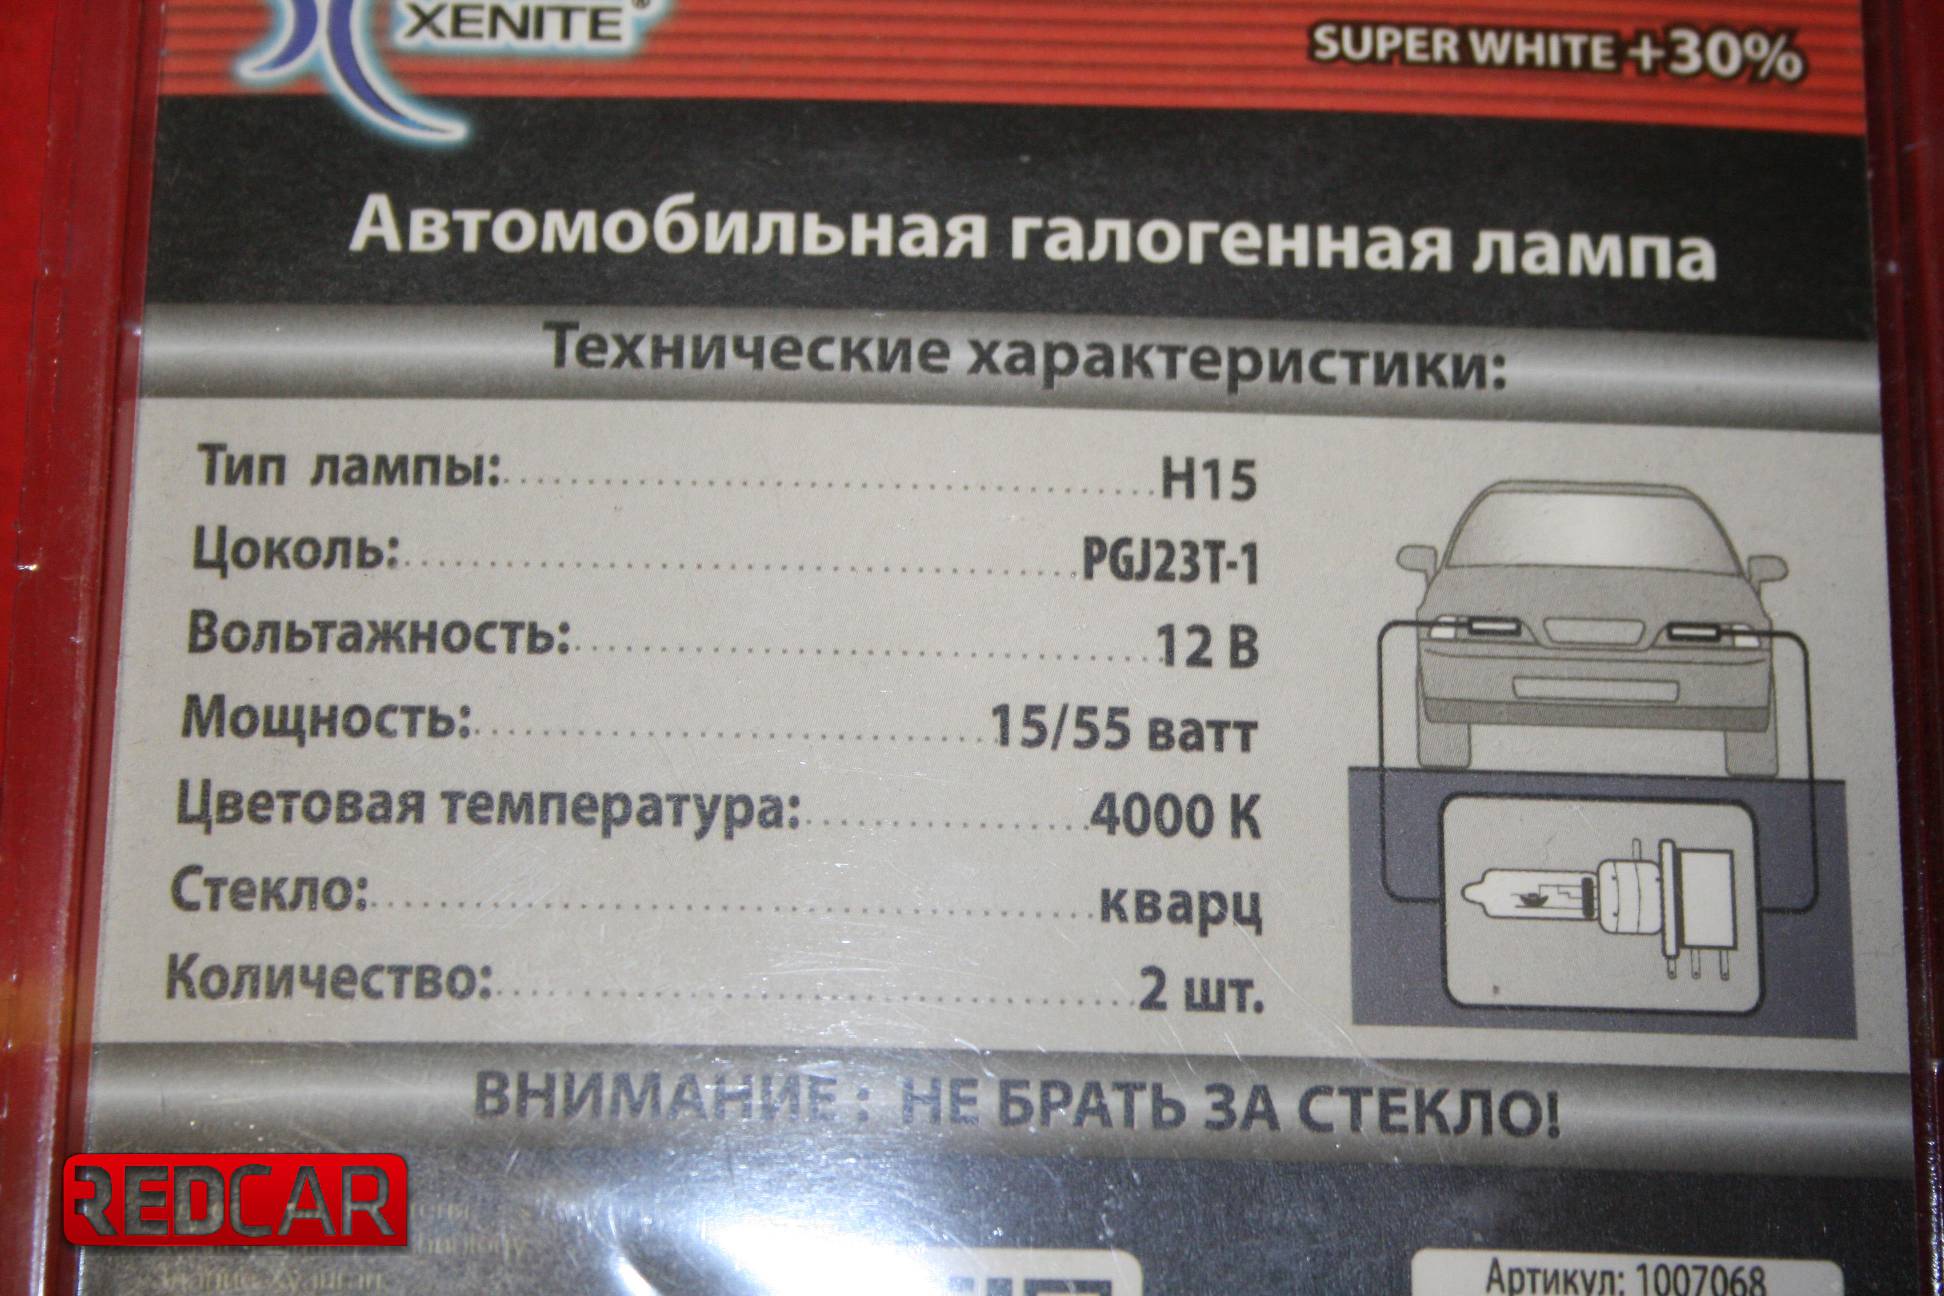 XENITE®
SUPER WHITE +30%
Автомобильная галогенная лампа
Технические характеристики:
Тип лампы: H15
Цоколь: PGJ23T-1
Вольтажность: 12 В
Мощность: 15/55 ватт
Цветовая температура: 4000 К
Стекло: кварц
Количество: 2 шт.
ВНИМАНИЕ : НЕ БРАТЬ ЗА СТЕКЛО!
REDCAR
Артикул: 1007068